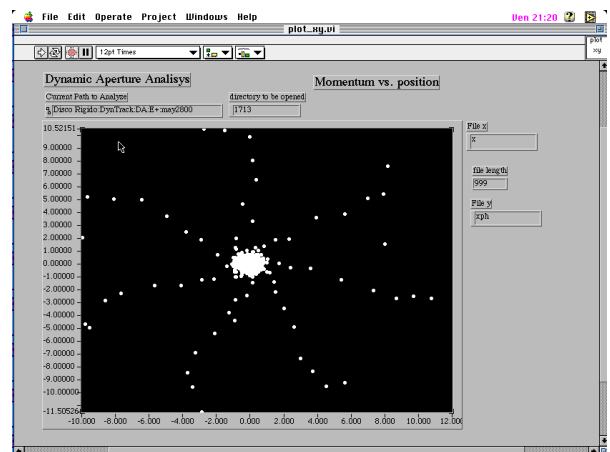 File Edit Operate Project Windows Help
Ven 21:20
plot_xy.vi
plot
xy
12pt Times
Dynamic Aperture Analisys
Momentum vs. position
Current Path to Analyze
directory to be opened
Disco Rigido:DynTrack:DA:E+:may2800
1713
File x
x
file length
999
File y
xph
10.52151
9.00000
8.00000
7.00000
6.00000
5.00000
4.00000
3.00000
2.00000
1.00000
0.00000
-1.00000
-2.00000
-3.00000
-4.00000
-5.00000
-6.00000
-7.00000
-8.00000
-9.00000
-10.00000
-11.50526
-10.000 -8.000 -6.000 -4.000 -2.000 0.000 2.000 4.000 6.000 8.000 10.000 12.000